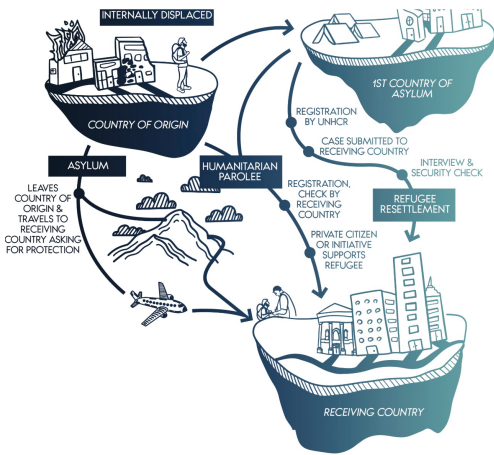 INTERNALLY DISPLACED
COUNTRY OF ORIGIN
1ST COUNTRY OF
ASYLUM
REGISTRATION
BY UNHCR
CASE SUBMITTED TO
RECEIVING COUNTRY
INTERVIEW &
SECURITY CHECK
REFUGEE
RESETTLEMENT
ASYLUM
LEAVES
COUNTRY OF
ORIGIN &
TRAVELS TO
RECEIVING
COUNTRY ASKING
FOR PROTECTION
HUMANITARIAN
PAROLEE
REGISTRATION,
CHECK BY
RECEIVING
COUNTRY
PRIVATE CITIZEN
OR INITIATIVE
SUPPORTS
REFUGEE
RECEIVING COUNTRY